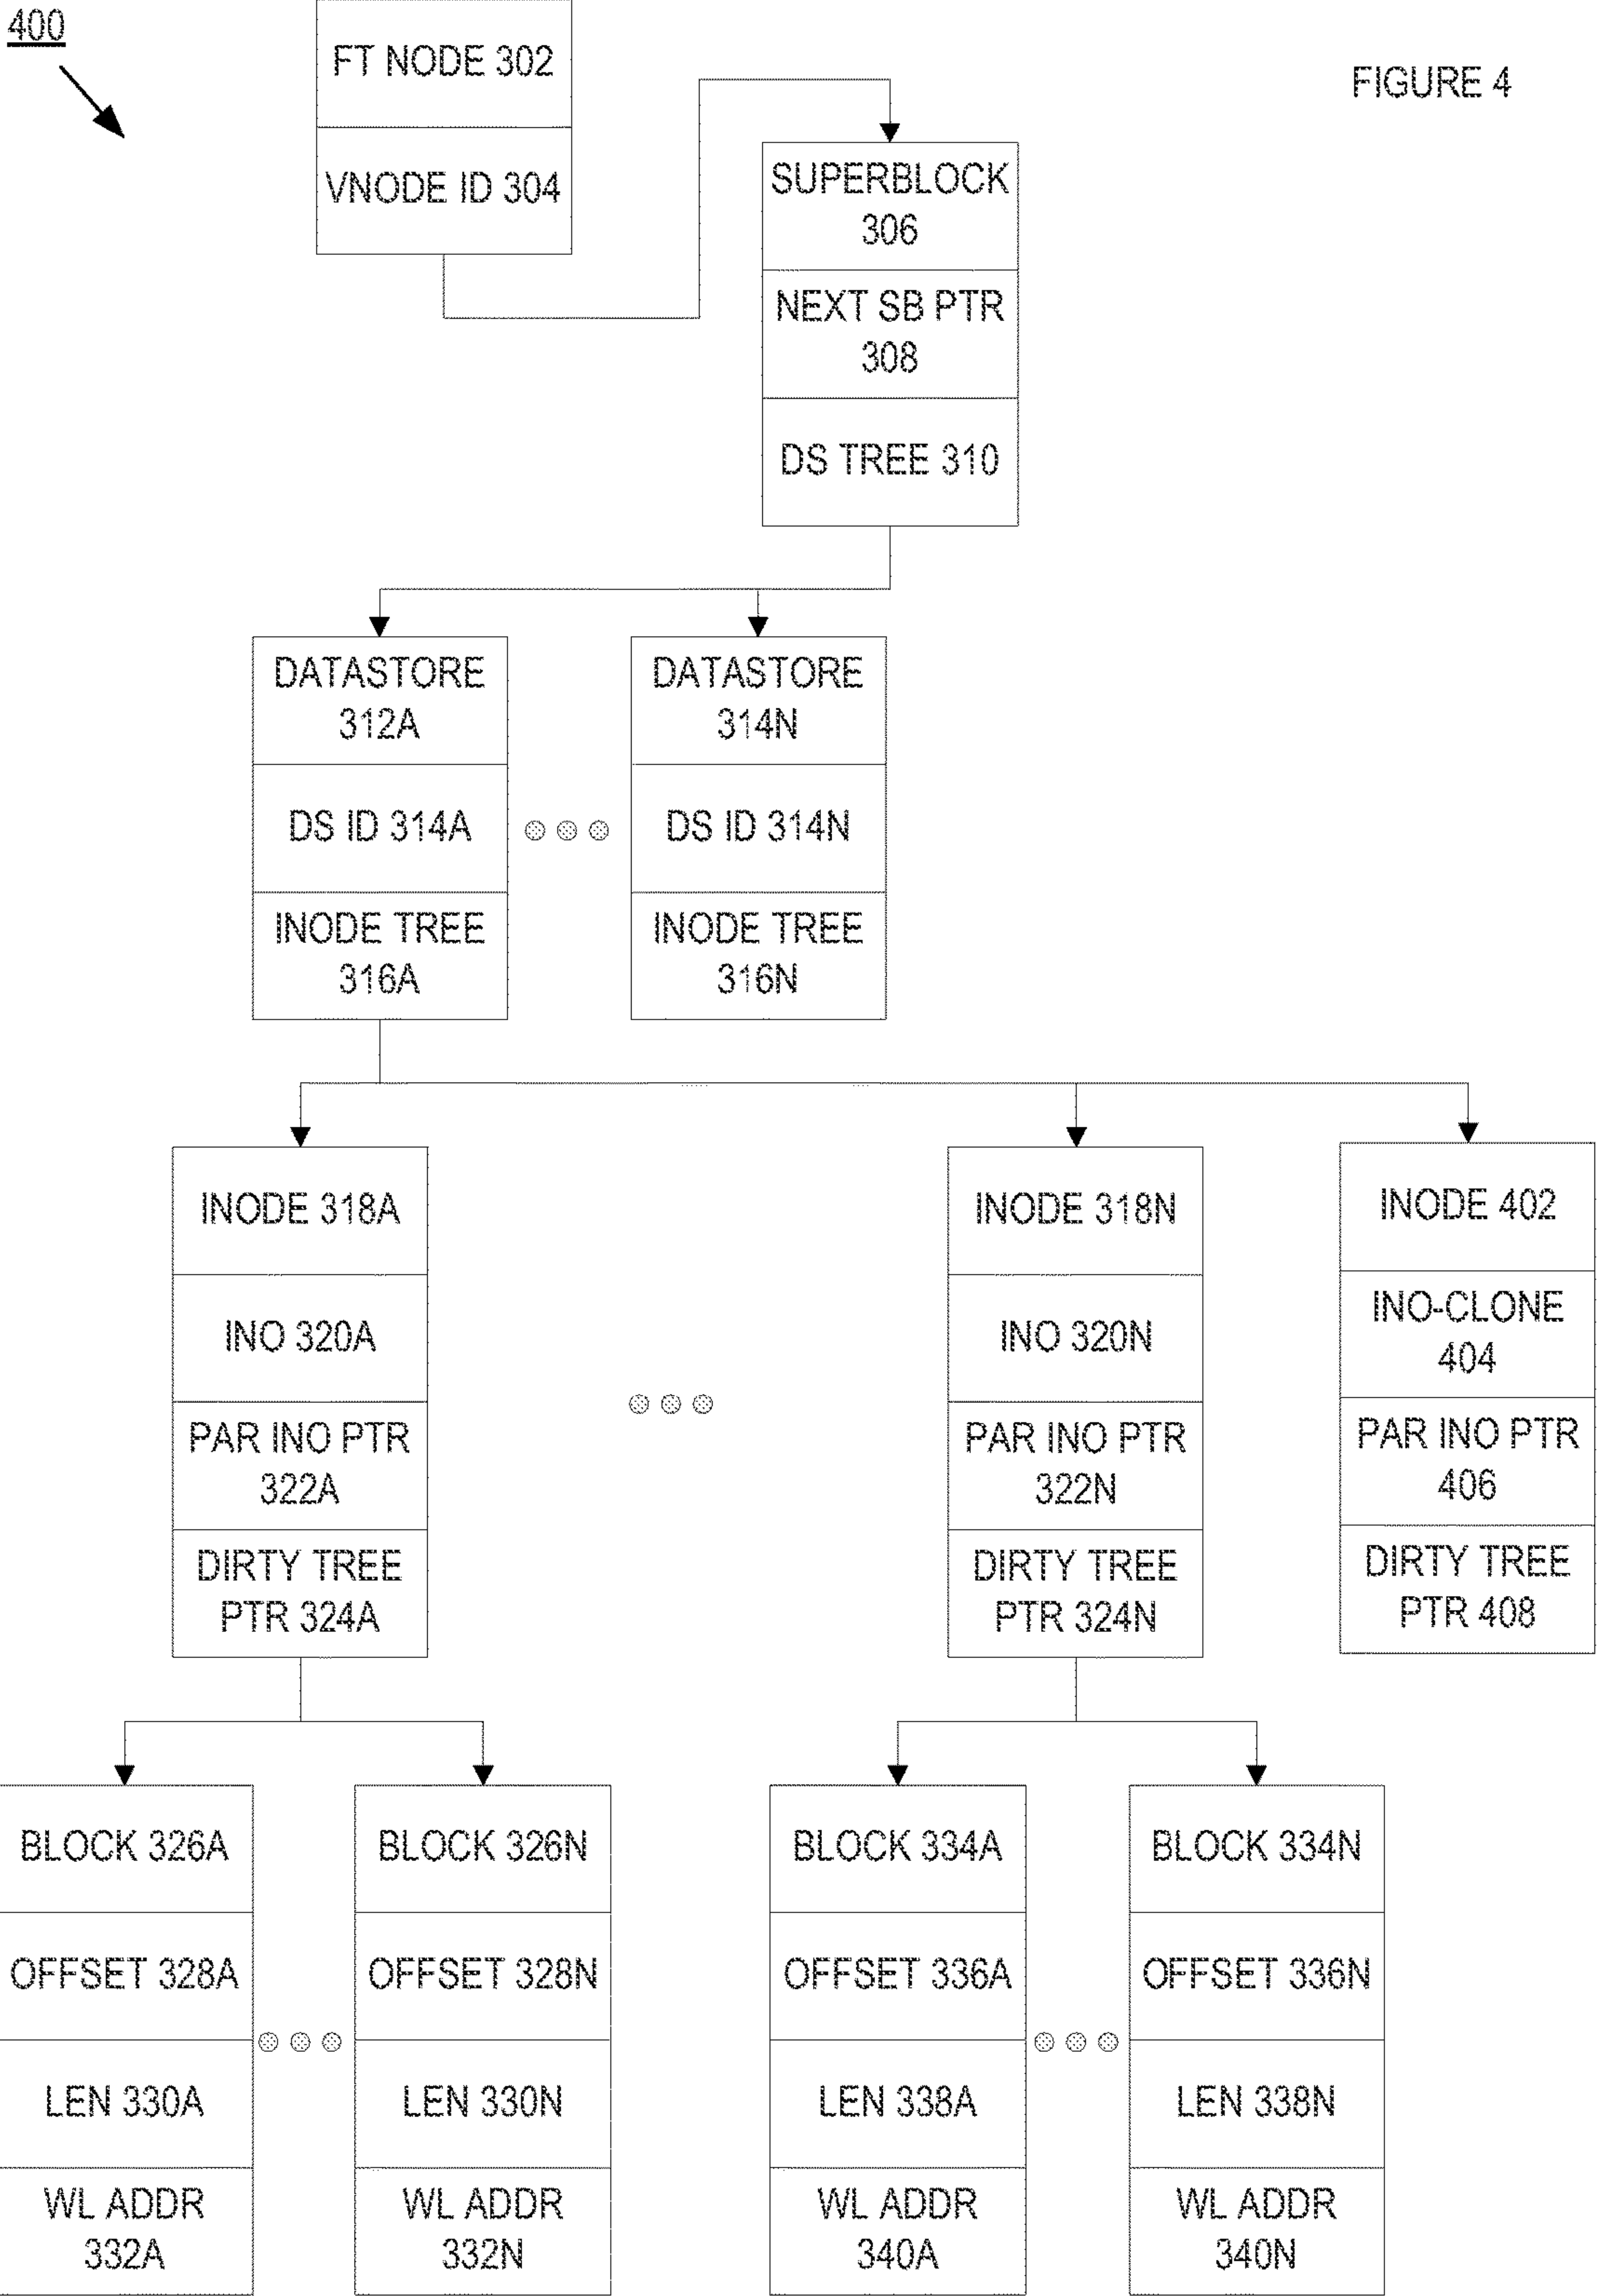 400
FIGURE 4
FT NODE 302
VNODE ID 304
SUPERBLOCK
306
NEXT SB PTR
308
DS TREE 310
DATASTORE
312A
DS ID 314A
INODE TREE
316A
DATASTORE
314N
DS ID 314N
INODE TREE
316N
INODE 318A
INO 320A
PAR INO PTR
322A
DIRTY TREE
PTR 324A
INODE 318N
INO 320N
PAR INO PTR
322N
DIRTY TREE
PTR 324N
INODE 402
INO-CLONE
404
PAR INO PTR
406
DIRTY TREE
PTR 408
BLOCK 326A
OFFSET 328A
LEN 330A
WL ADDR
332A
BLOCK 326N
OFFSET 328N
LEN 330N
WL ADDR
332N
BLOCK 334A
OFFSET 336A
LEN 338A
WL ADDR
340A
BLOCK 334N
OFFSET 336N
LEN 338N
WL ADDR
340N